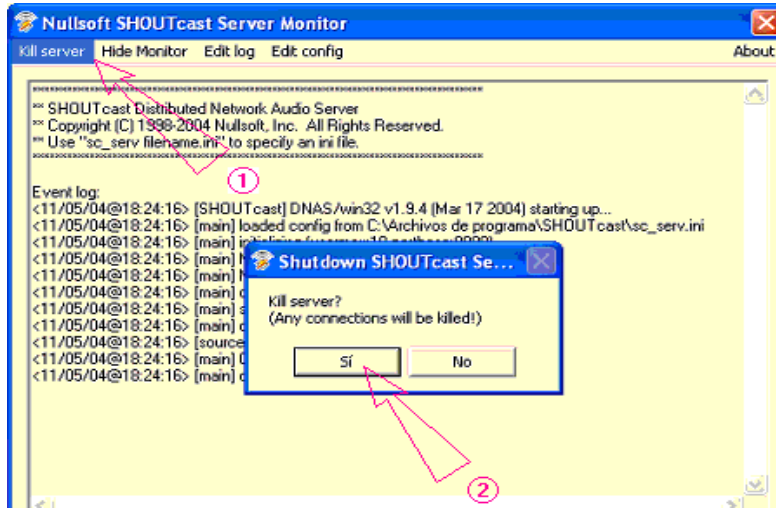 Nullsoft SHOUTcast Server Monitor
Kill server Hide Monitor Edit log Edit config About
** SHOUTcast Distributed Network Audio Server
** Copyright (C) 1998-2004 Nullsoft, Inc. All Rights Reserved.
** Use "sc_serv filename.ini" to specify an ini file.
1
Event log:
<11/05/04@18:24:16> [SHOUTcast] DNAS/win32 v1.9.4 (Mar 17 2004) starting up...
<11/05/04@18:24:16> [main] loaded config from C:\Archivos de programa\SHOUTcast\sc_serv.ini
<11/05/04@18:24:16> [main]
<11/05/04@18:24:16> [main]
<11/05/04@18:24:16> [main]
<11/05/04@18:24:16> [main]
<11/05/04@18:24:16> [main]
<11/05/04@18:24:16> [main]
<11/05/04@18:24:16> [source
<11/05/04@18:24:16> [main]
<11/05/04@18:24:16> [main]
Shutdown SHOUTcast Se...
Kill server?
(Any connections will be killed!)
Sí No
2